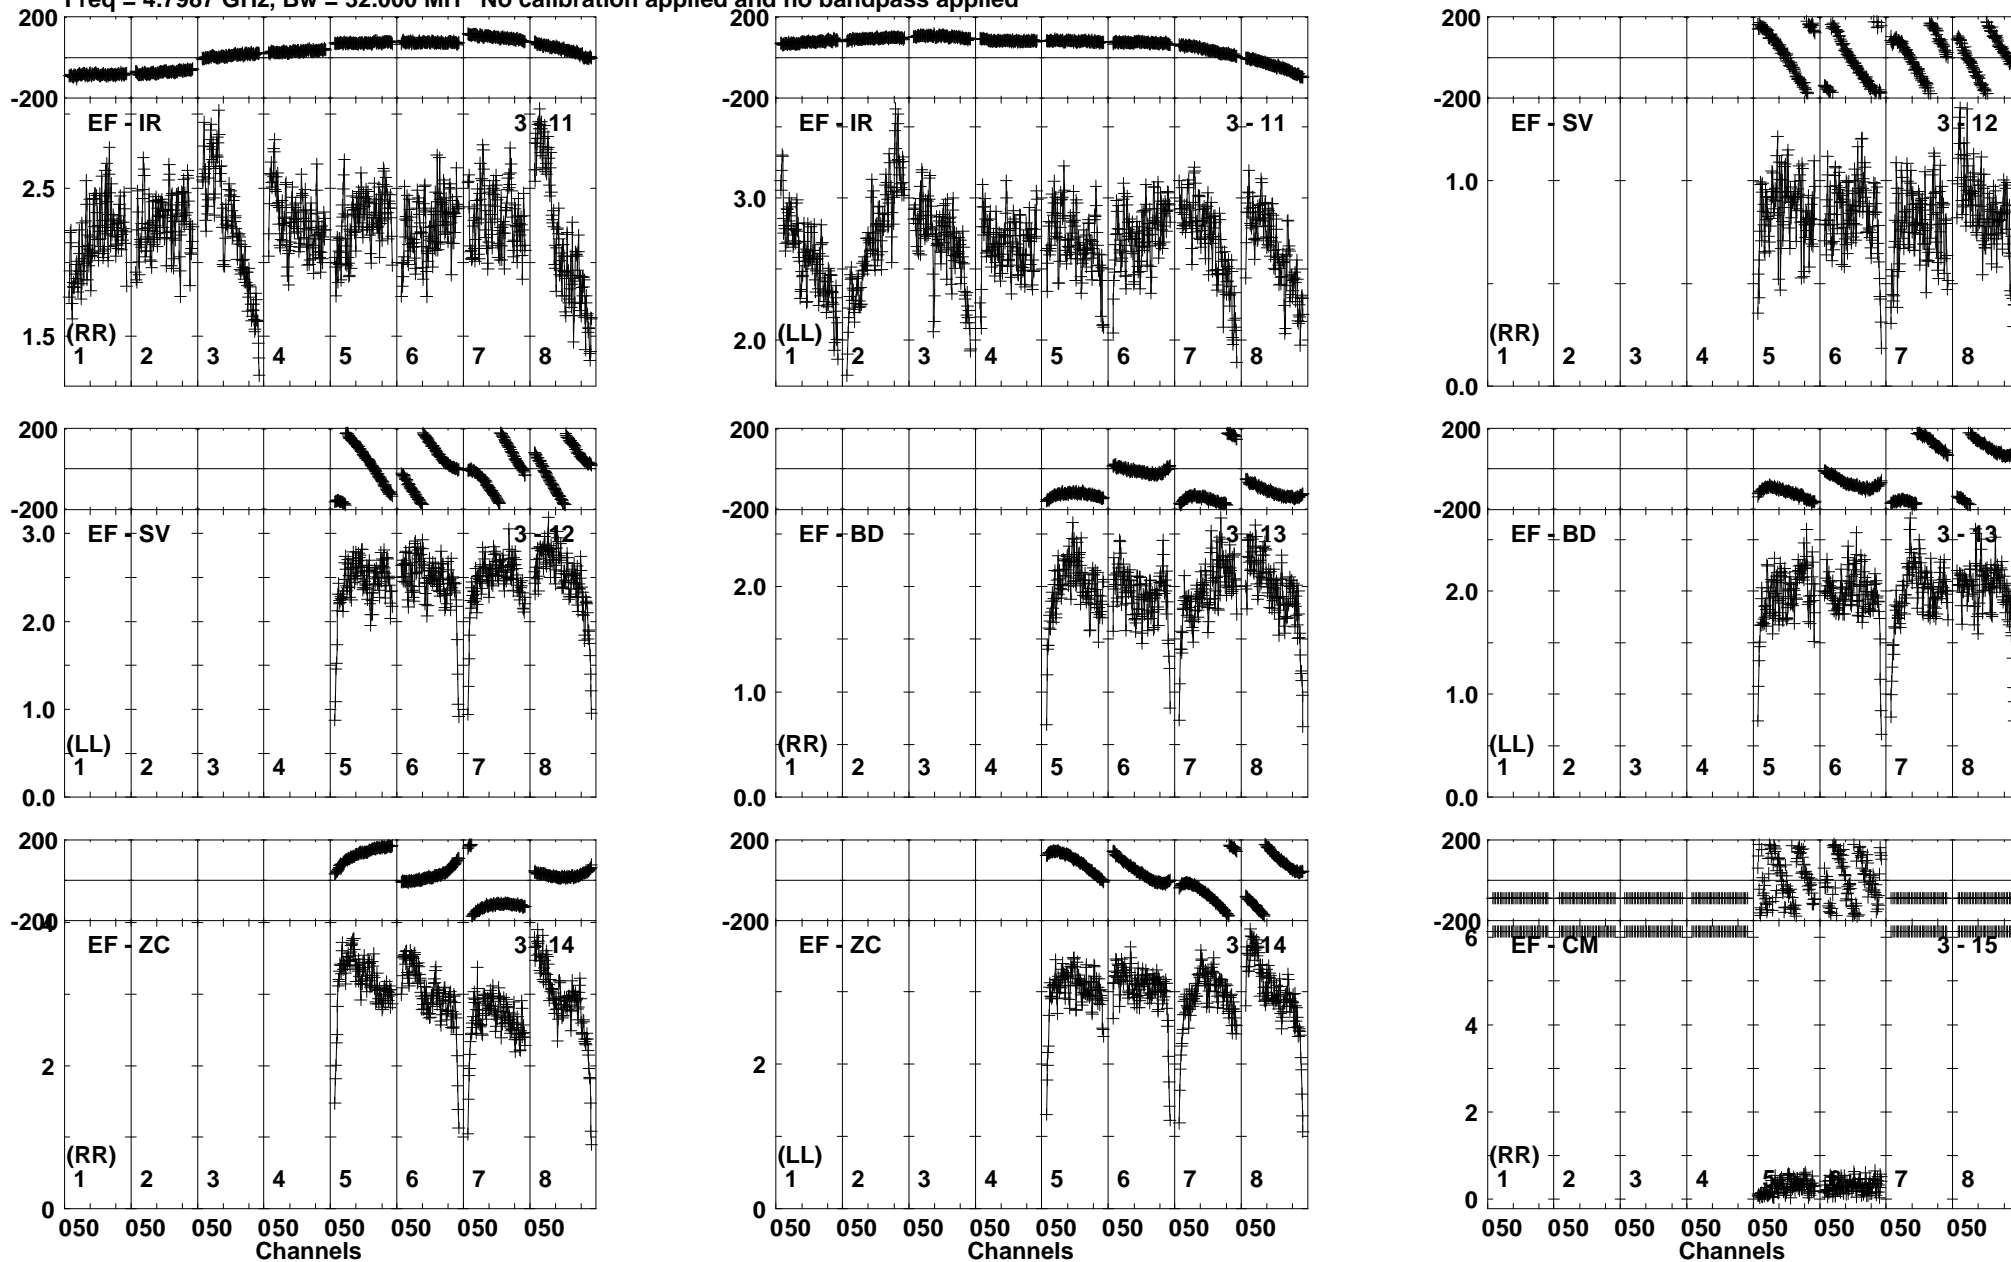 Freq = 4.7987 GHz, Bw = 32.000 MH No calibration applied and no bandpass applied
200 200 200
-200 -200 -200
EF - IR 3 - 11 EF - IR 3 - 11 EF - SV 3 - 12
2.5 3.0 1.0
1.5 2.0
(RR) (LL) (RR)
1 2 3 4 5 6 7 8 1 2 3 4 5 6 7 8 1 2 3 4 5 6 7 8
0.0
200 200 200
-200 -200 -200
3.0 EF - SV 3 - 12 EF - BD 3 - 13 EF - BD 3 - 13
2.0 2.0 2.0
1.0 1.0 1.0
(LL) (RR) (LL)
1 2 3 4 5 6 7 8 1 2 3 4 5 6 7 8 1 2 3 4 5 6 7 8
0.0 0.0 0.0
200 200 200
-200 -200 -200
4 6
EF - ZC 3 - 14 EF - ZC 3 - 14 EF - CM 3 - 15
4
2 2 2
(RR) (LL) (RR)
1 2 3 4 5 6 7 8 1 2 3 4 5 6 7 8 1 2 3 4 5 6 7 8
0 0 0
050 050 050 050 050 050 050 050 050 050 050 050 050 050 050 050 050 050 050 050 050 050 050 050
Channels Channels Channels